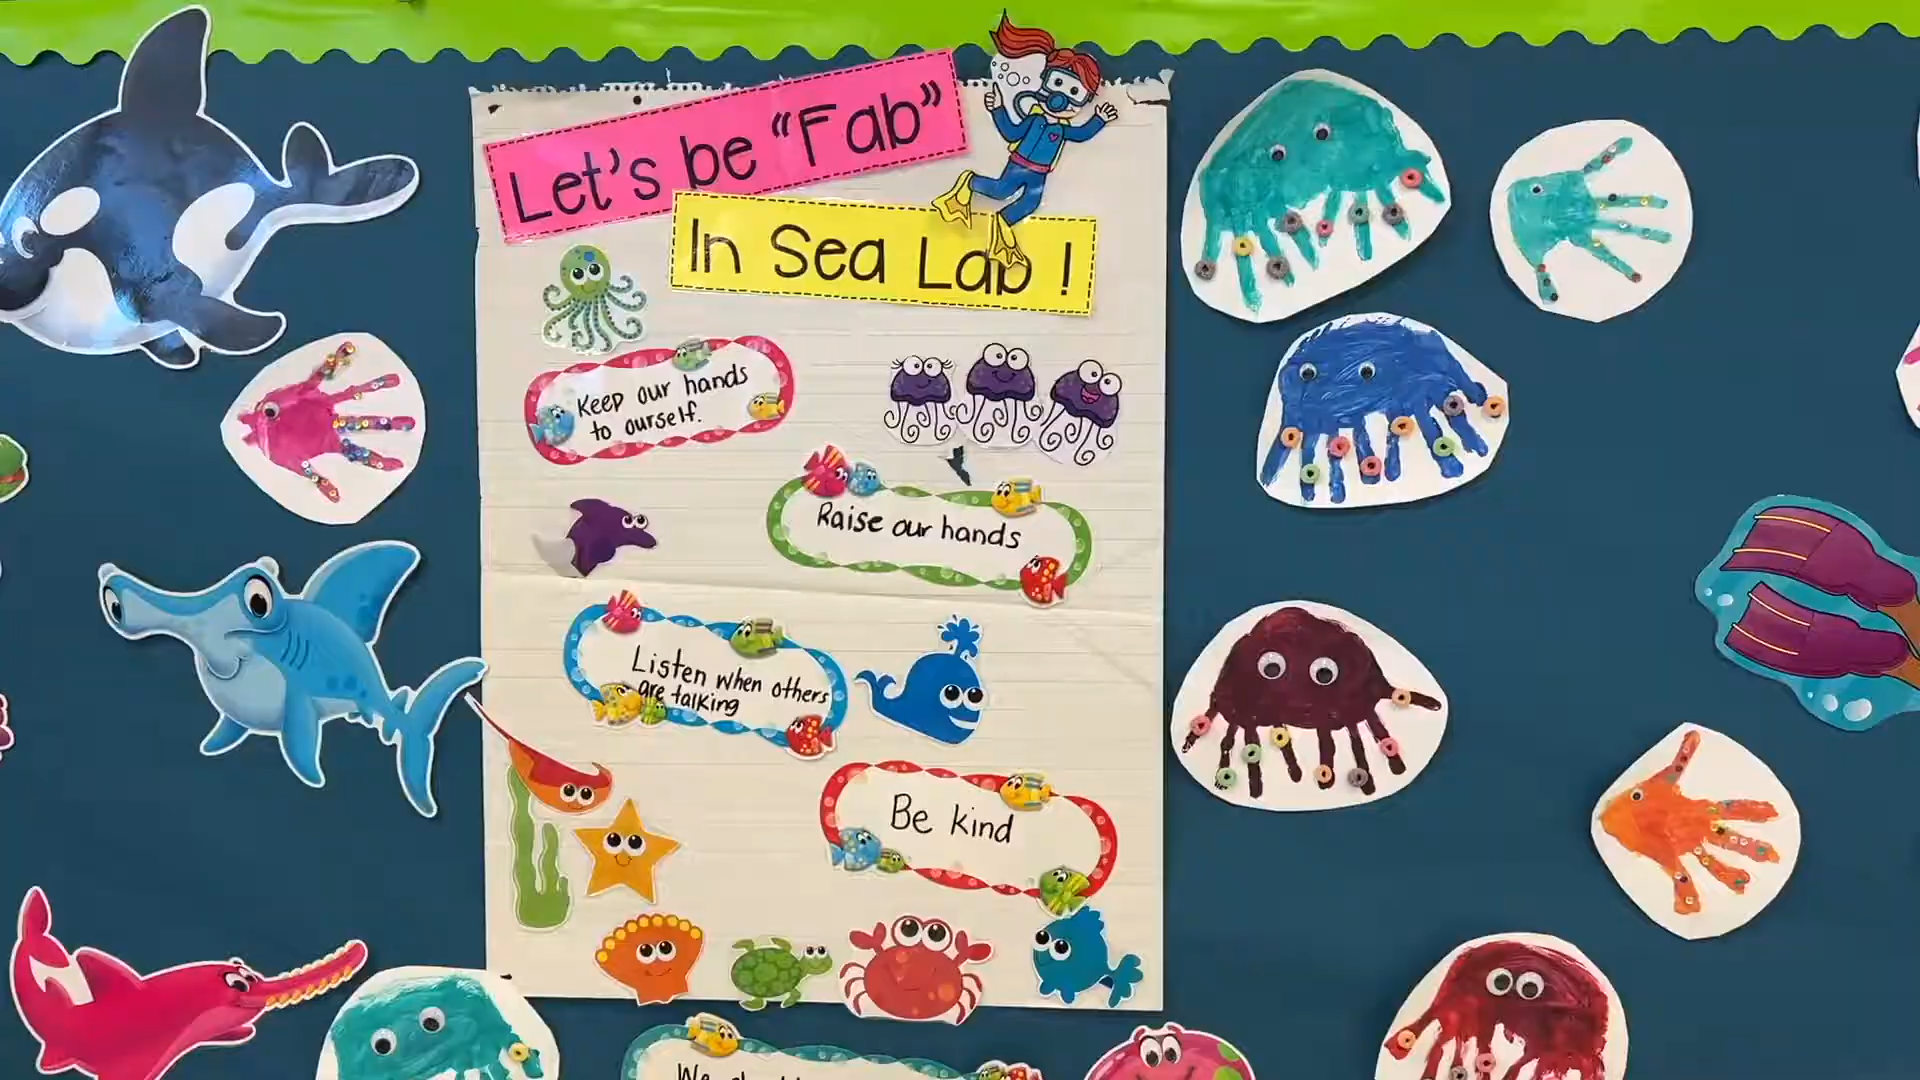 Let's be "Fab"
In Sea Lab !
Keep our hands
to ourself.
Raise our hands
Listen when others
are talking
Be kind